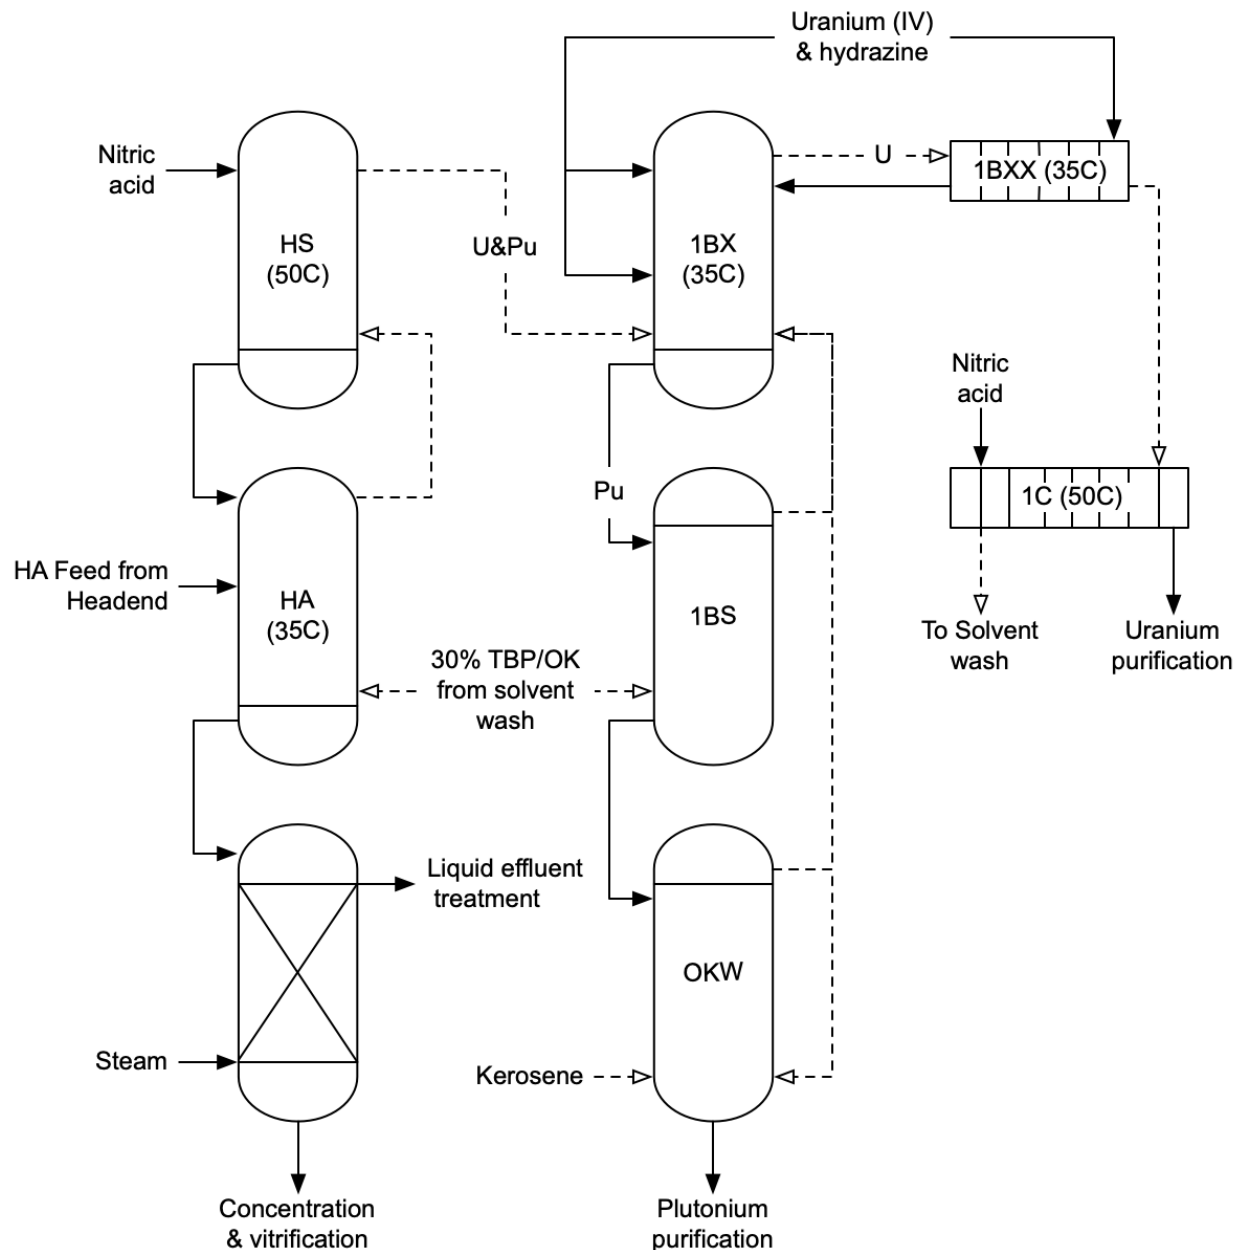 Uranium (IV)
& hydrazine
Nitric
acid
HS
(50C)
U&Pu
1BX
(35C)
U
1BXX (35C)
Nitric
acid
Pu
1C (50C)
HA Feed from
Headend
HA
(35C)
30% TBP/OK
from solvent
wash
1BS
To Solvent
wash
Uranium
purification
Liquid effluent
treatment
OKW
Steam
Kerosene
Concentration
& vitrification
Plutonium
purification